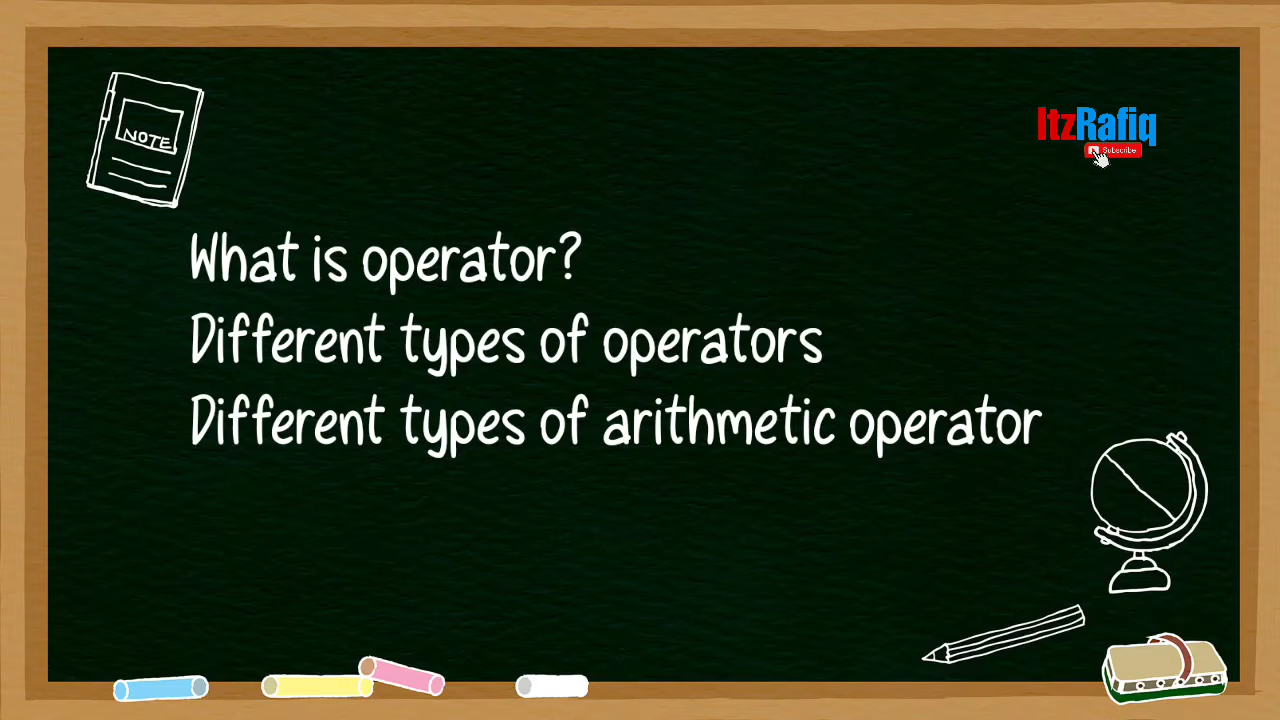 NOTE
ItzRafiq
Subscribe
What is operator?
Different types of operators
Different types of arithmetic operator